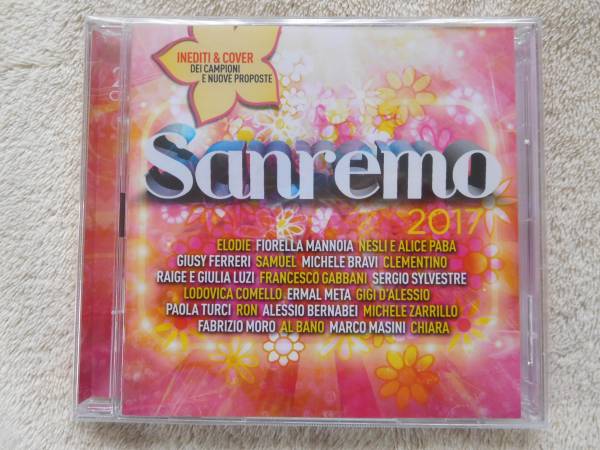 INEDITI & COVER
DEI CAMPIONI
E NUOVE PROPOSTE
Sanremo
2017
ELODIE FIORELLA MANNOIA NESLI E ALICE PABA
GIUSY FERRERI SAMUEL MICHELE BRAVI CLEMENTINO
RAIGE E GIULIA LUZI FRANCESCO GABBANI SERGIO SYLVESTRE
LODOVICA COMELLO ERMAL META GIGI D'ALESSIO
PAOLA TURCI RON ALESSIO BERNABEI MICHELE ZARRILLO
FABRIZIO MORO AL BANO MARCO MASINI CHIARA